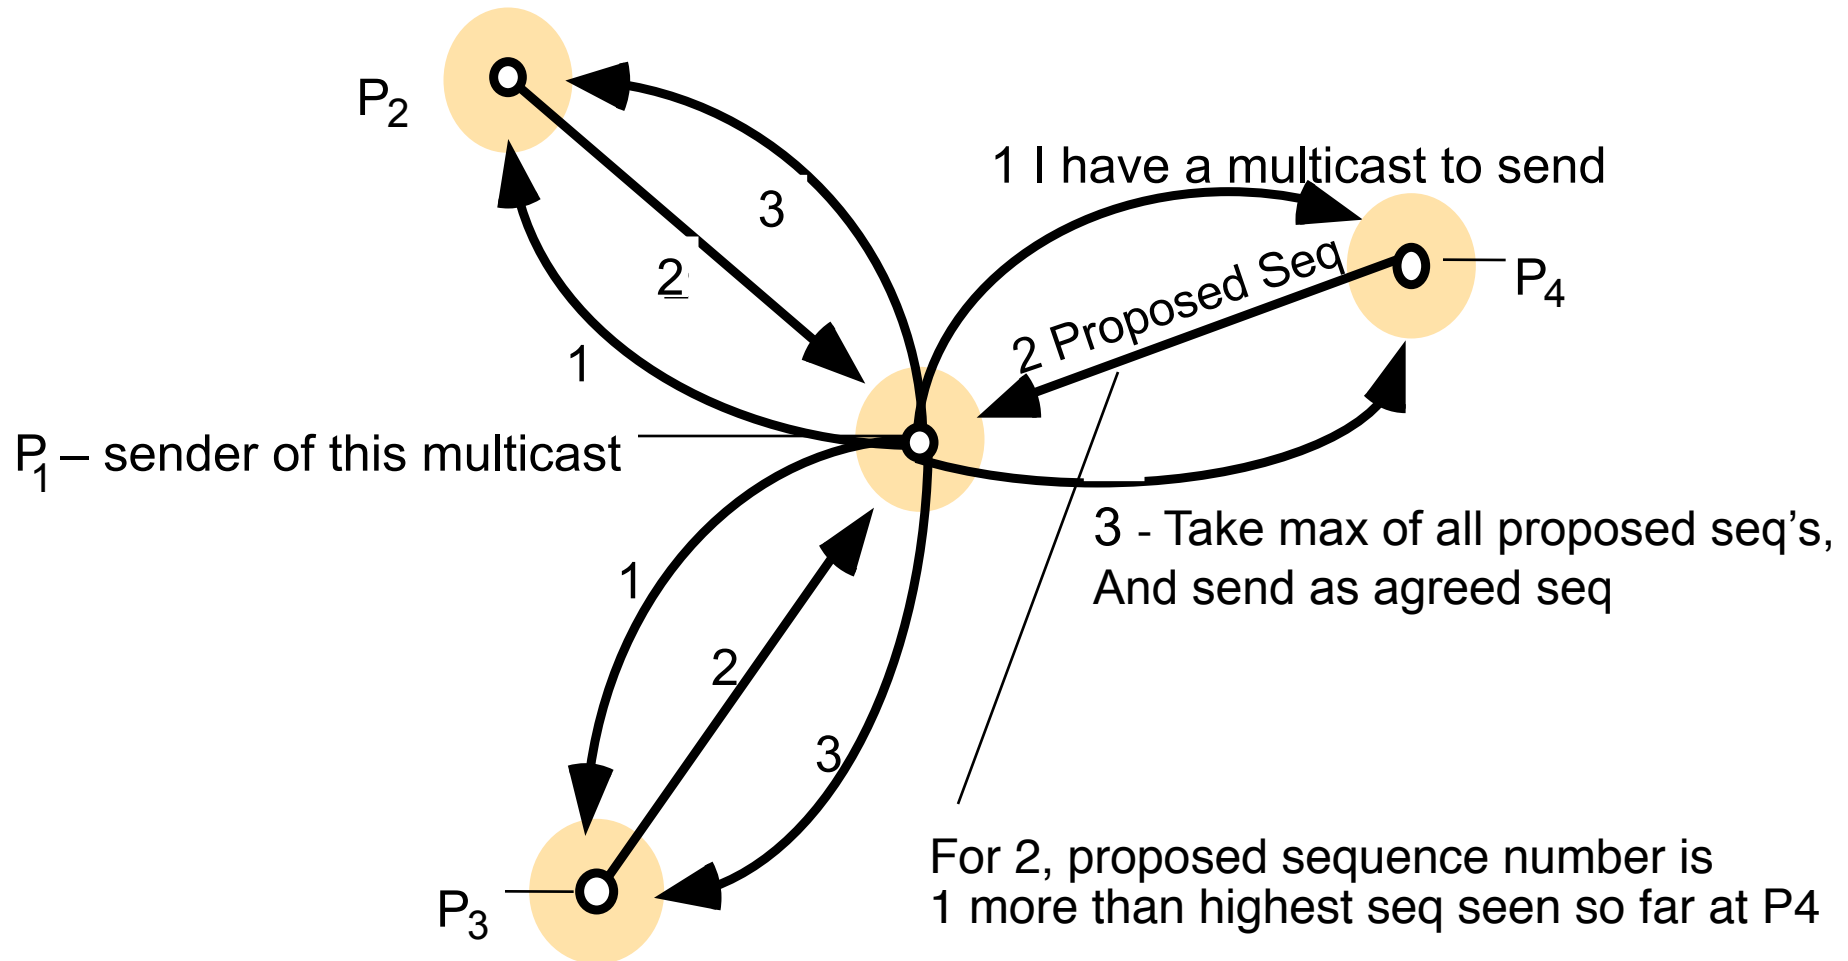 P2
3
1 I have a multicast to send
2
2 Proposed Seq
P4
1
P1 – sender of this multicast
3 - Take max of all proposed seq's,
And send as agreed seq
1
2
3
For 2, proposed sequence number is
1 more than highest seq seen so far at P4
P3